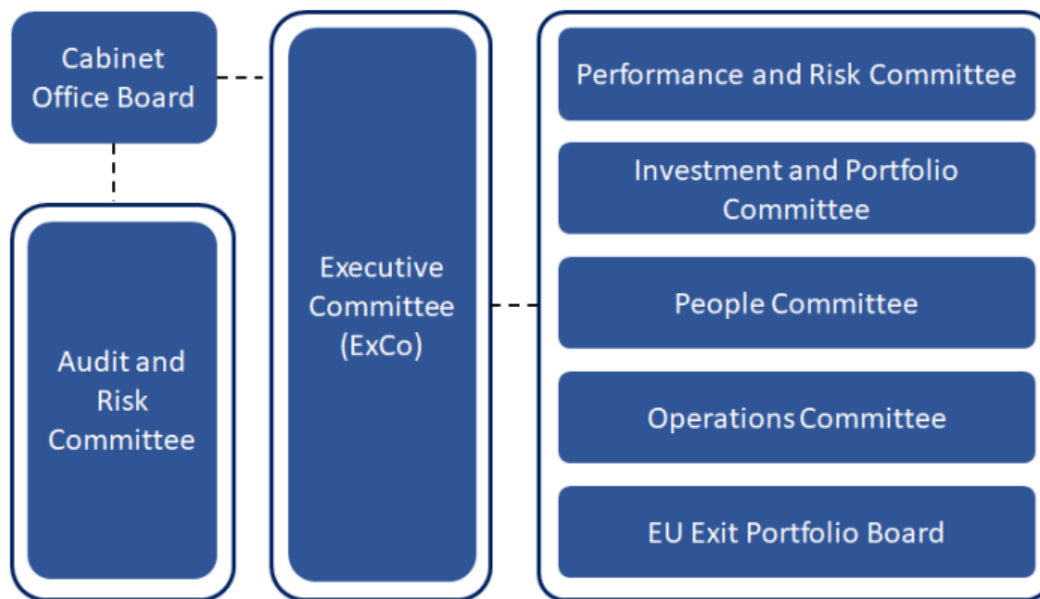 Cabinet
Office Board
Audit and
Risk
Committee
Executive
Committee
(ExCo)
Performance and Risk Committee
Investment and Portfolio
Committee
People Committee
Operations Committee
EU Exit Portfolio Board